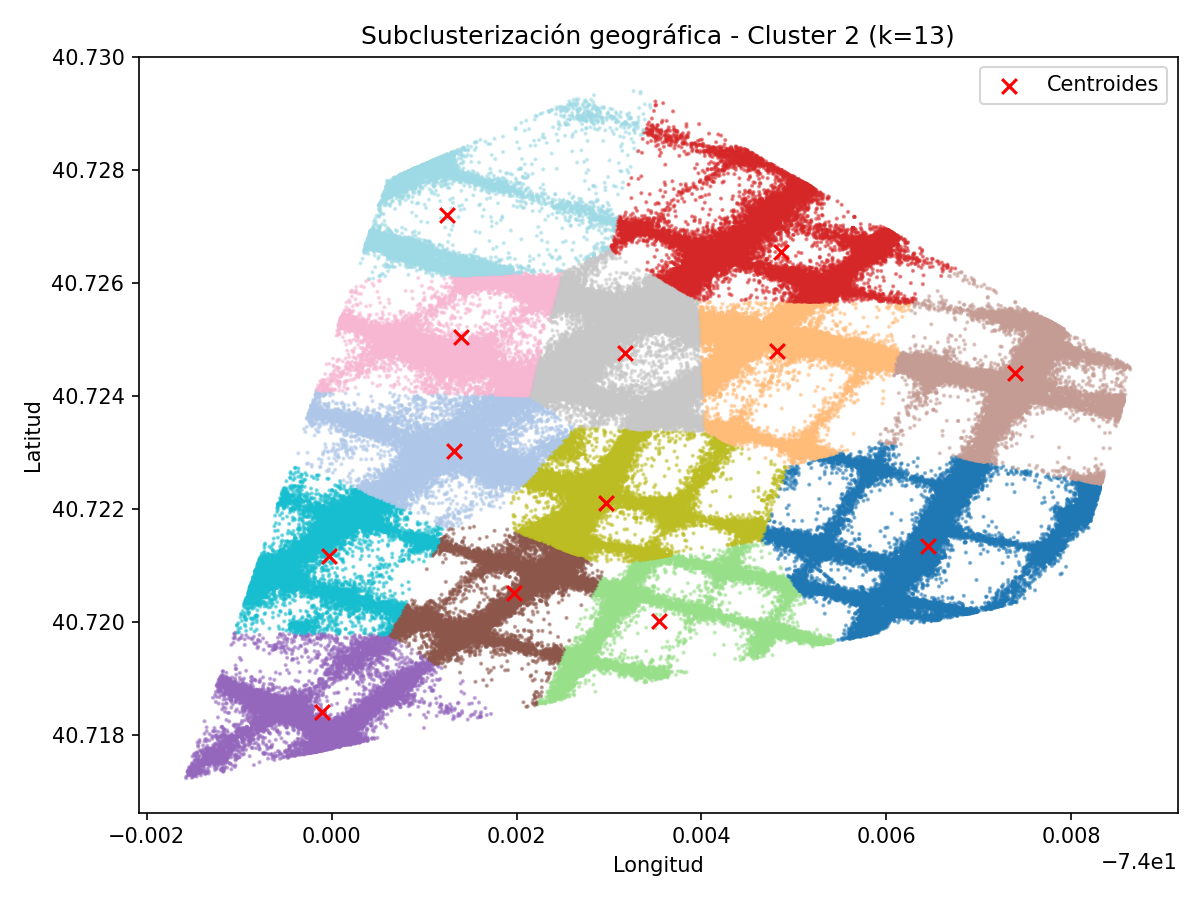 Subclusterización geográfica - Cluster 2 (k=13)
Centroides
40.730
40.728
40.726
40.724
40.722
40.720
40.718
Latitud
−0.002
0.000
0.002
0.004
0.006
0.008
−7.4e1
Longitud